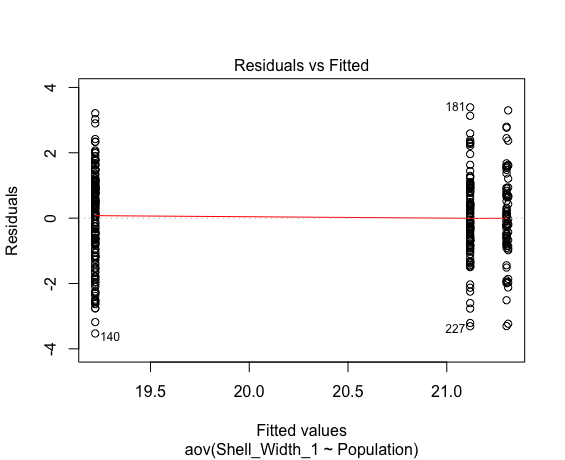 Residuals vs Fitted
4
2
0
-2
-4
Residuals
181
140
227
19.5 20.0 20.5 21.0
Fitted values
aov(Shell_Width_1 ~ Population)